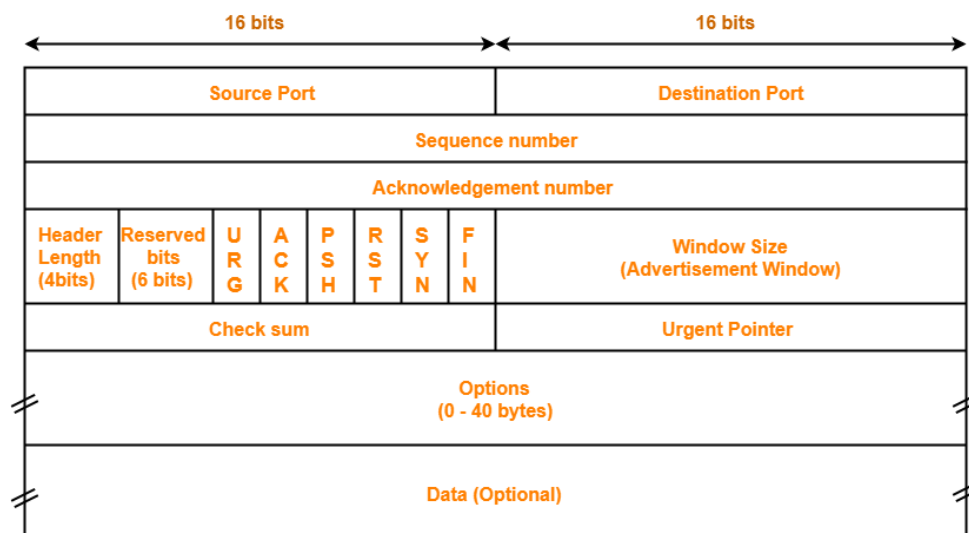 16 bits
16 bits
Source Port
Destination Port
Sequence number
Acknowledgement number
Header
Length
(4bits)
Reserved
bits
(6 bits)
U
R
G
A
C
K
P
S
H
R
S
T
S
Y
N
F
I
N
Window Size
(Advertisement Window)
Check sum
Urgent Pointer
Options
(0 - 40 bytes)
Data (Optional)